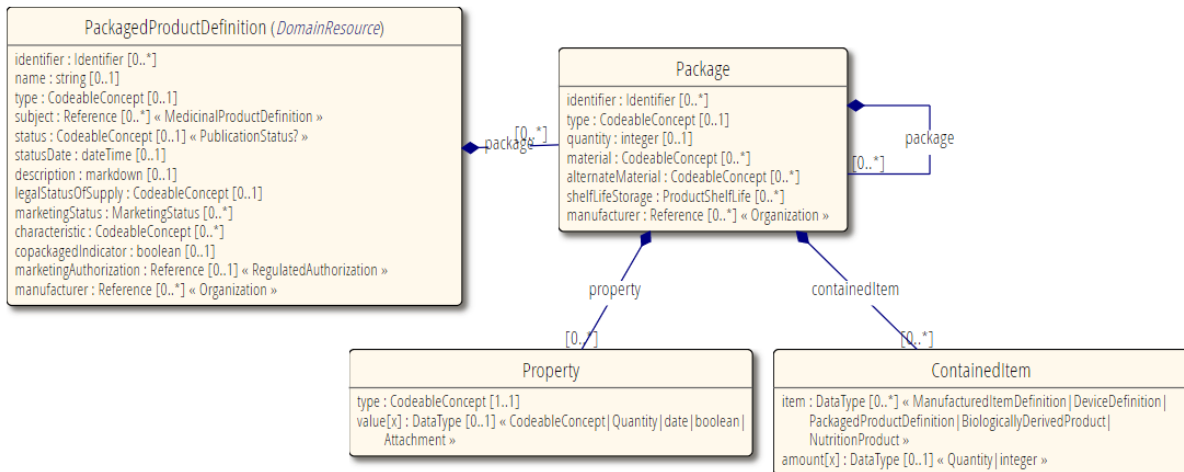 PackagedProductDefinition (DomainResource)
identifier : Identifier [0..*]
name : string [0..1]
type : CodeableConcept [0..1]
subject : Reference [0..*] « MedicinalProductDefinition »
status : CodeableConcept [0..1] « PublicationStatus? »
statusDate : dateTime [0..1]
description : markdown [0..1]
legalStatusOfSupply : CodeableConcept [0..1]
marketingStatus : MarketingStatus [0..*]
characteristic : CodeableConcept [0..*]
copackagedIndicator : boolean [0..1]
marketingAuthorization : Reference [0..1] « RegulatedAuthorization »
manufacturer : Reference [0..*] « Organization »
package
[0..*]
Package
identifier : Identifier [0..*]
type : CodeableConcept [0..1]
quantity : integer [0..1]
material : CodeableConcept [0..*]
alternateMaterial : CodeableConcept [0..*]
shelfLifeStorage : ProductShelfLife [0..*]
manufacturer : Reference [0..*] « Organization »
package
[0..*]
property
[0..*]
containedItem
[0..*]
Property
type : CodeableConcept [1..1]
value[x] : DataType [0..1] « CodeableConcept|Quantity|date|boolean|
Attachment »
ContainedItem
item : DataType [0..*] « ManufacturedItemDefinition|DeviceDefinition|
PackagedProductDefinition|BiologicallyDerivedProduct|
NutritionProduct »
amount[x] : DataType [0..1] « Quantity|integer »